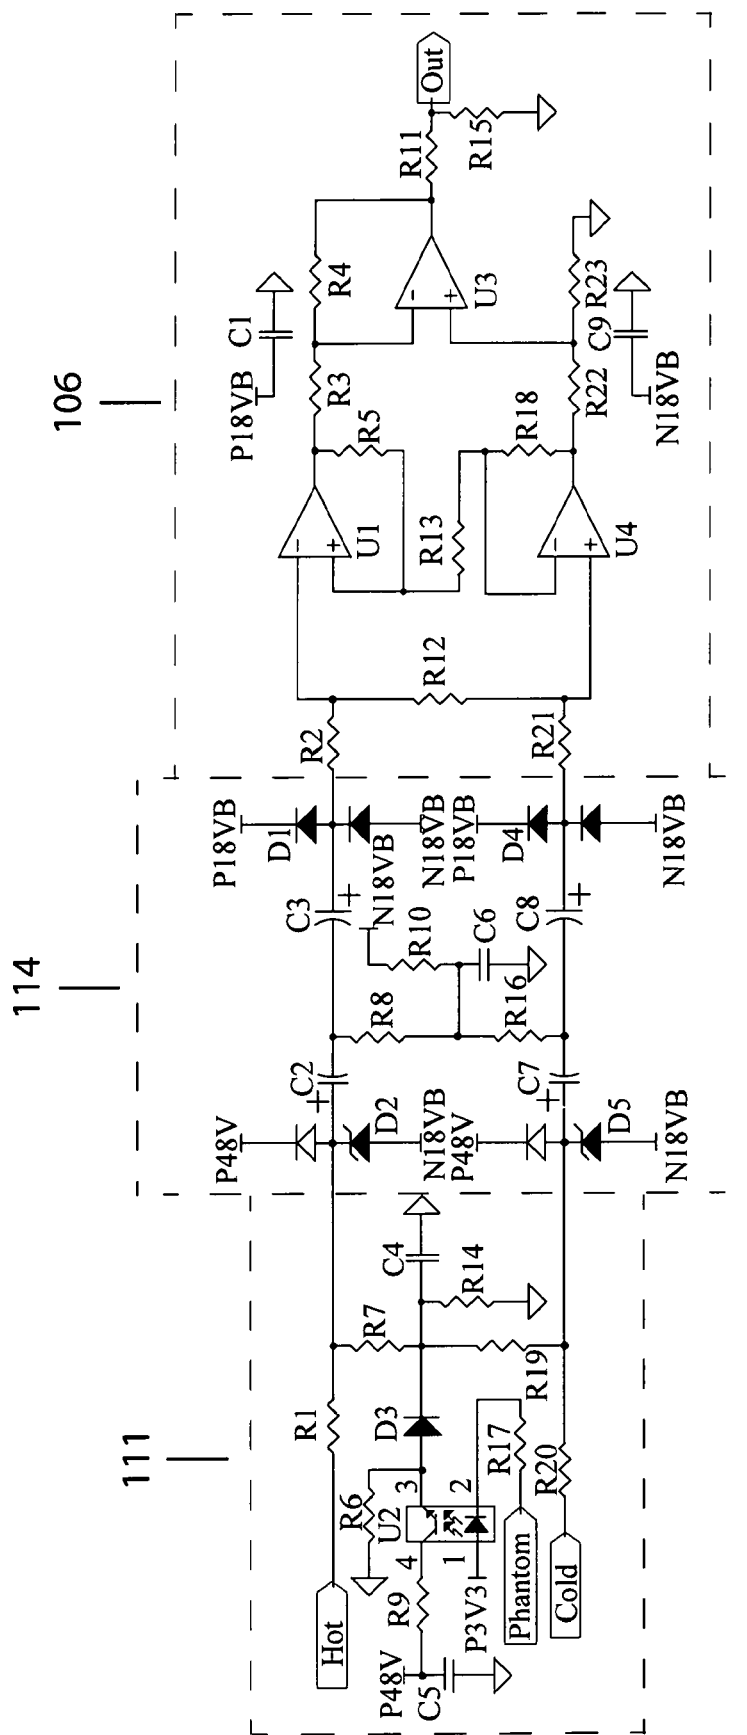 106
114
111
P18VB
C1
R4
R3
R5
U1
R13
R18
R12
U4
R22
R23
C9
N18VB
U3
-
+
-
+
-
+
R11
R15
Out
R2
R21
P18VB
D1
C3
+
N18VB
R10
R8
C6
R16
N18VB
P18VB
D4
C8
+
N18VB
P48V
C2
+
D2
N18VB
P48V
C7
+
D5
N18VB
R1
R7
C4
R14
R19
D3
R6
U2
3
4
2
1
R9
P48V
C5
P3V3
R17
R20
Hot
Phantom
Cold